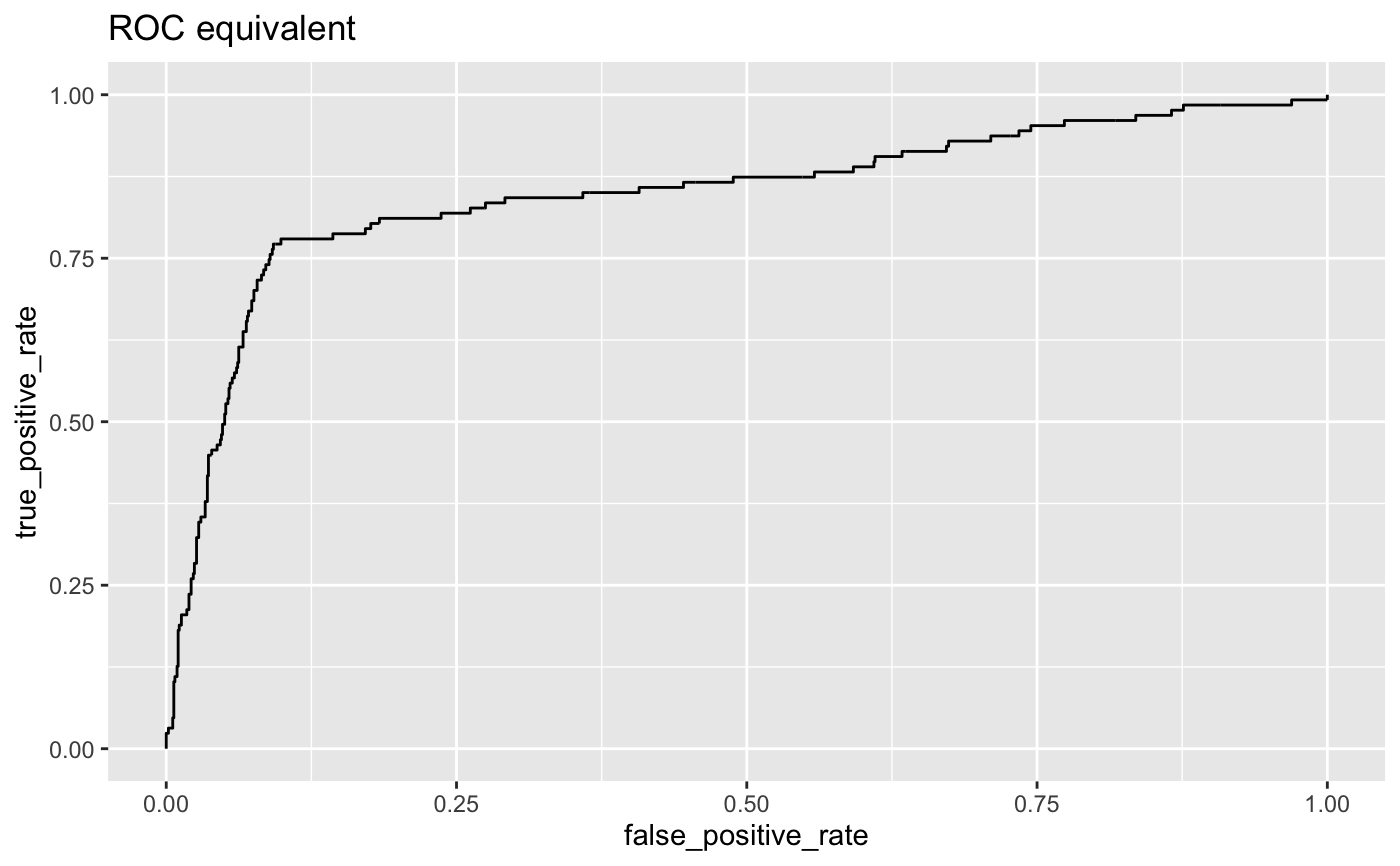 ROC equivalent
1.00
0.75
0.50
0.25
0.00
true_positive_rate
0.00 0.25 0.50 0.75 1.00
false_positive_rate